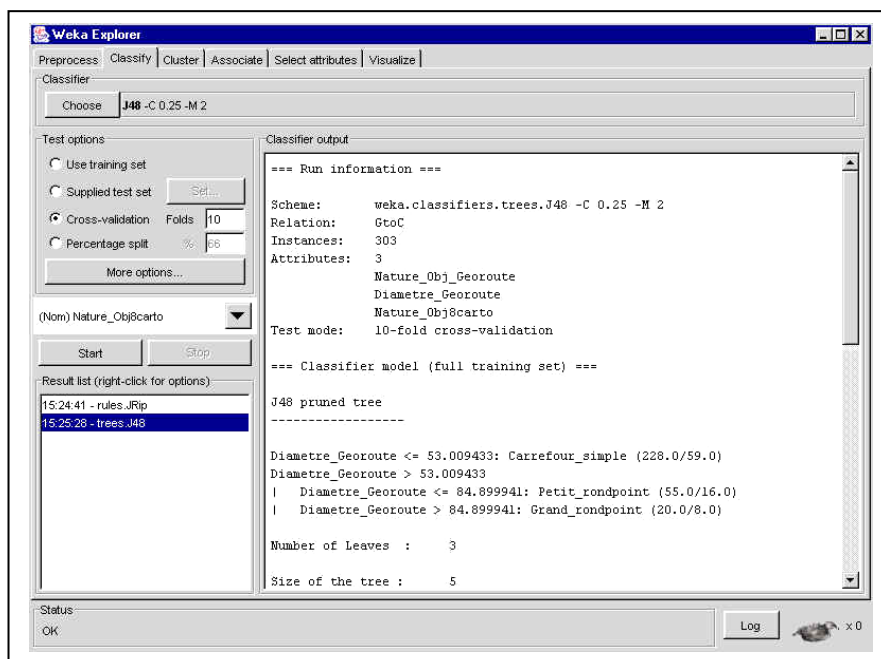 Weka Explorer
Preprocess Classify Cluster Associate Select attributes Visualize
Classifier
Choose J48 -C 0.25 -M 2
Test options
Use training set
Supplied test set Set...
Cross-validation Folds 10
Percentage split % 66
More options...
(Nom) Nature_Obj8carto
Start Stop
Result list (right-click for options)
15:24:41 - rules.JRip
15:25:28 - trees.J48
Classifier output
=== Run information ===
Scheme: weka.classifiers.trees.J48 -C 0.25 -M 2
Relation: GtoC
Instances: 303
Attributes: 3
Nature_Obj_Georoute
Diametre_Georoute
Nature_Obj8carto
Test mode: 10-fold cross-validation
=== Classifier model (full training set) ===
J48 pruned tree
------------------
Diametre_Georoute <= 53.009433: Carrefour_simple (228.0/59.0)
Diametre_Georoute > 53.009433
| Diametre_Georoute <= 84.899941: Petit_rondpoint (55.0/16.0)
| Diametre_Georoute > 84.899941: Grand_rondpoint (20.0/8.0)
Number of Leaves : 3
Size of the tree : 5
Status
OK
Log x 0